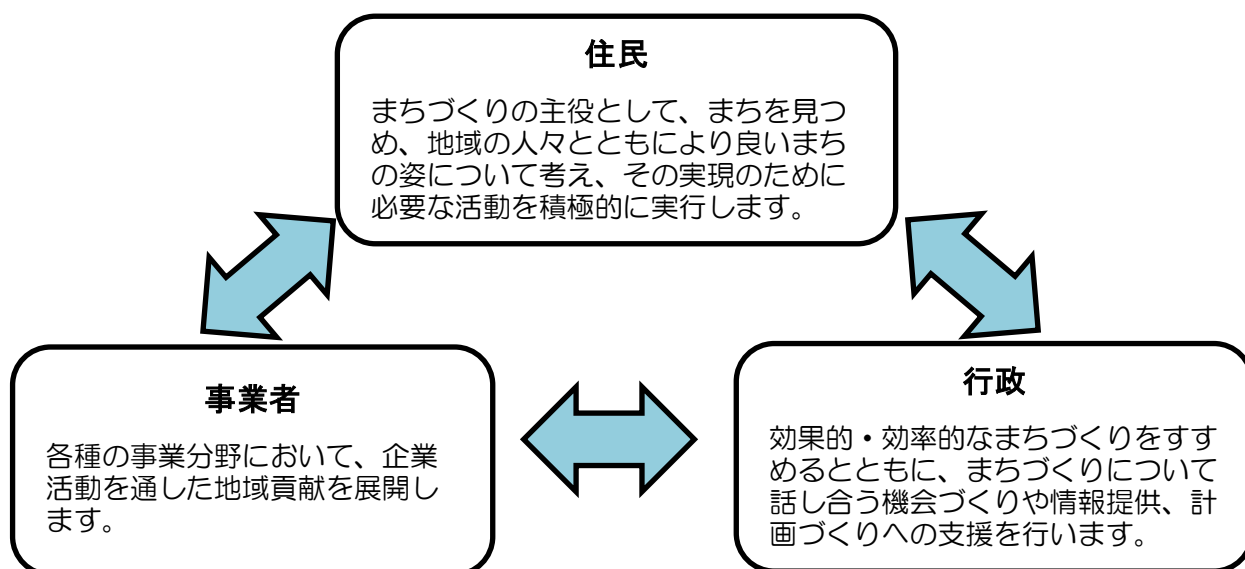 住民
まちづくりの主役として、まちを見つ
め、地域の人々とともにより良いまち
の姿について考え、その実現のために
必要な活動を積極的に実行します。
事業者
各種の事業分野において、企業
活動を通した地域貢献を展開し
ます。
行政
効果的・効率的なまちづくりをすす
めるとともに、まちづくりについて
話し合う機会づくりや情報提供、計
画づくりへの支援を行います。